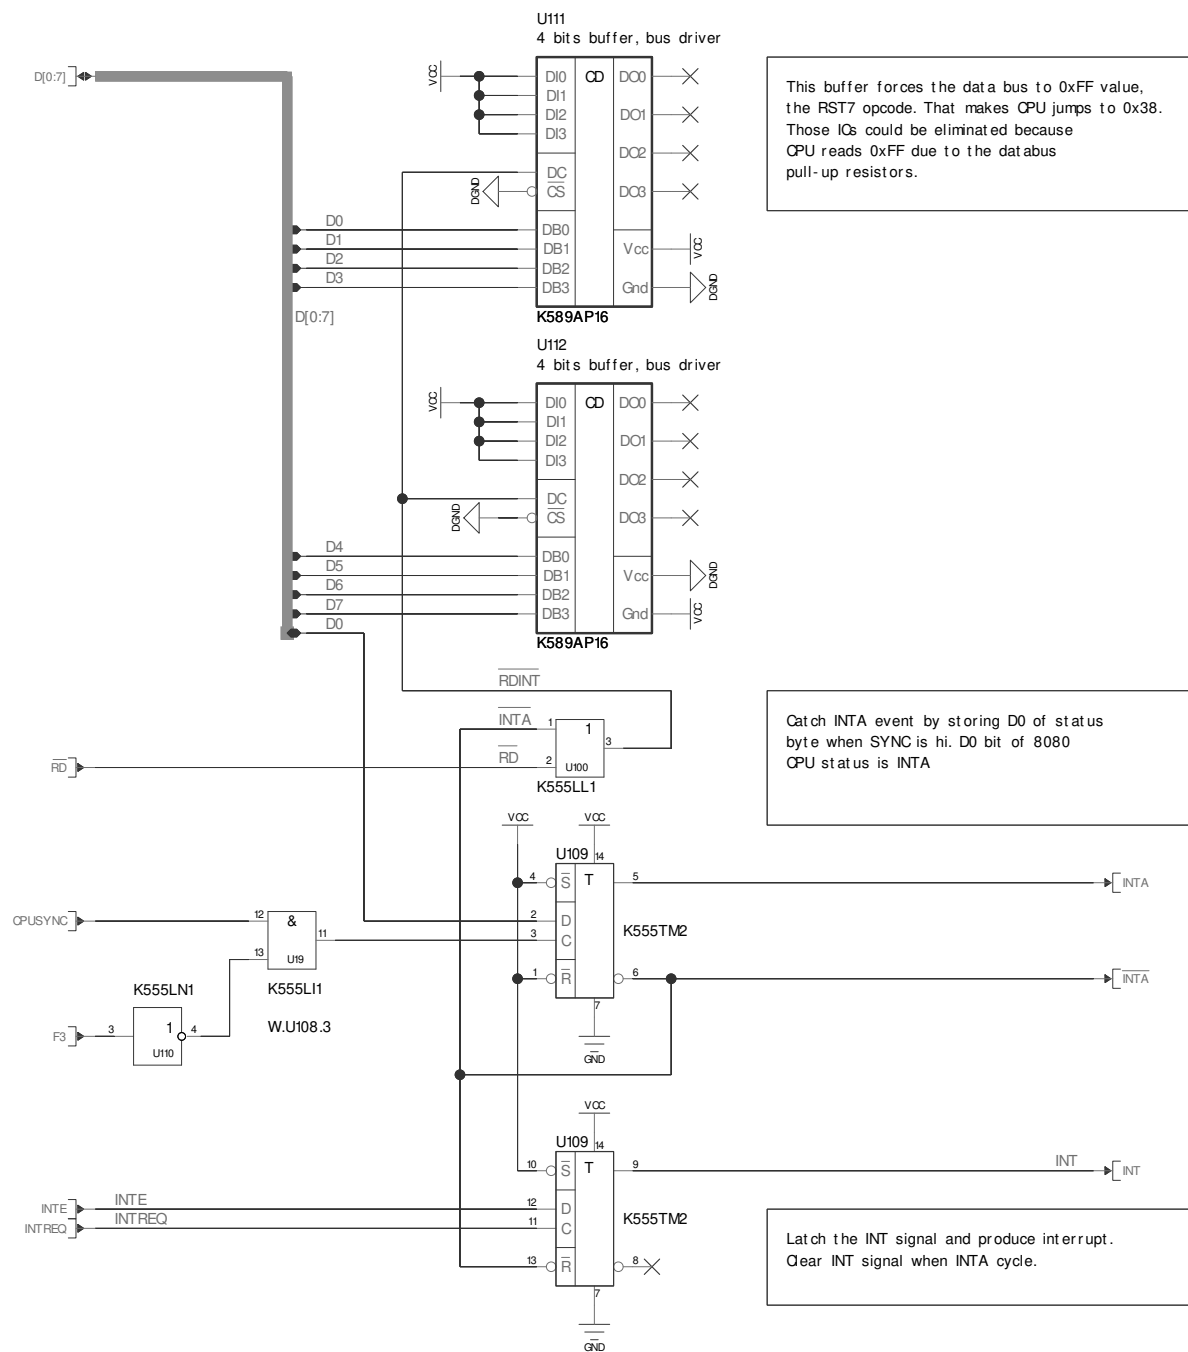 U111
4 bits buffer, bus driver
D[0:7]
VCC
DI0 CD DO0
DI1
DI2 DO1
DI3
DO2
DC
DGND
CS DO3
D0 DB0
D1 DB1 Vcc VCC
D2 DB2
D3 DB3 Gnd DGND
D[0:7]
K589AP16
This buffer forces the data bus to 0xFF value,
the RST7 opcode. That makes CPU jumps to 0x38.
Those ICs could be eliminated because
CPU reads 0xFF due to the databus
pull-up resistors.
U112
4 bits buffer, bus driver
VCC
DI0 CD DO0
DI1
DI2 DO1
DI3
DO2
DC
DGND
CS DO3
D4 DB0
D5 DB1 Vcc DGND
D6 DB2
D7 DB3 Gnd VCC
D0
K589AP16
RDINT
INTA 1 1
3
RD RD 2 U100
K555LL1
Catch INTA event by storing D0 of status
byte when SYNC is hi. D0 bit of 8080
CPU status is INTA
VCC VCC
U109 14
4 S T 5 INTA
CPUSYNC 12 & 2 D
11 3 C K555TM2
13 U19
1 R 6 INTA
K555LN1 K555LI1
7
F3 3 1 4 W.U108.3
U110
GND
VCC
U109 14
10 S T 9 INT INT
INTE INTE 12 D
INTREQ INTREQ 11 C K555TM2
13 R 8
7
GND
Latch the INT signal and produce interrupt.
Clear INT signal when INTA cycle.